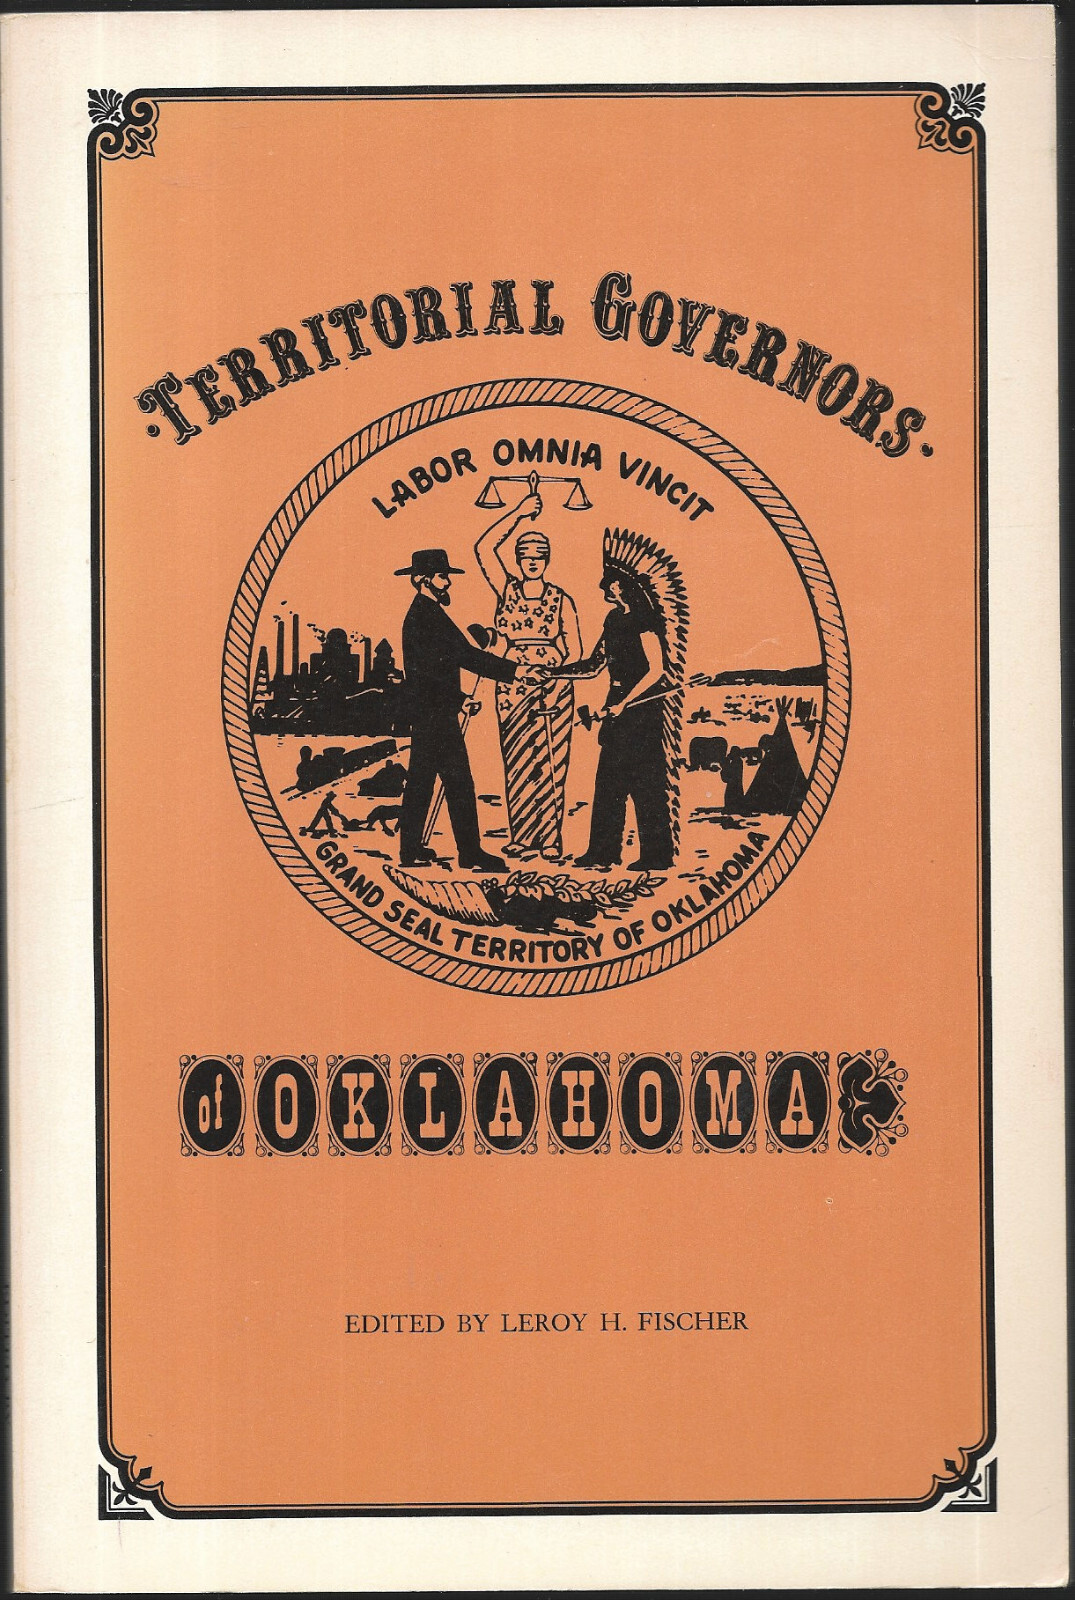 ·TERRITORIAL GOVERNORS·
LABOR OMNIA VINCIT
GRAND SEAL TERRITORY OF OKLAHOMA
of OKLAHOMA
EDITED BY LEROY H. FISCHER